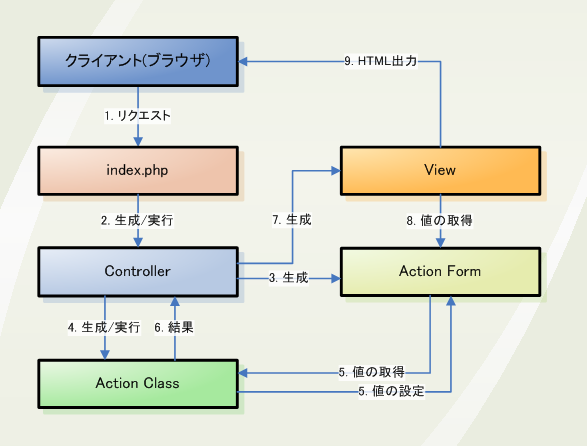 クライアント(ブラウザ)
9. HTML出力
1. リクエスト
index.php
View
2. 生成/実行
7. 生成
8. 値の取得
Controller
3. 生成
Action Form
4. 生成/実行
6. 結果
5. 値の取得
Action Class
5. 値の設定